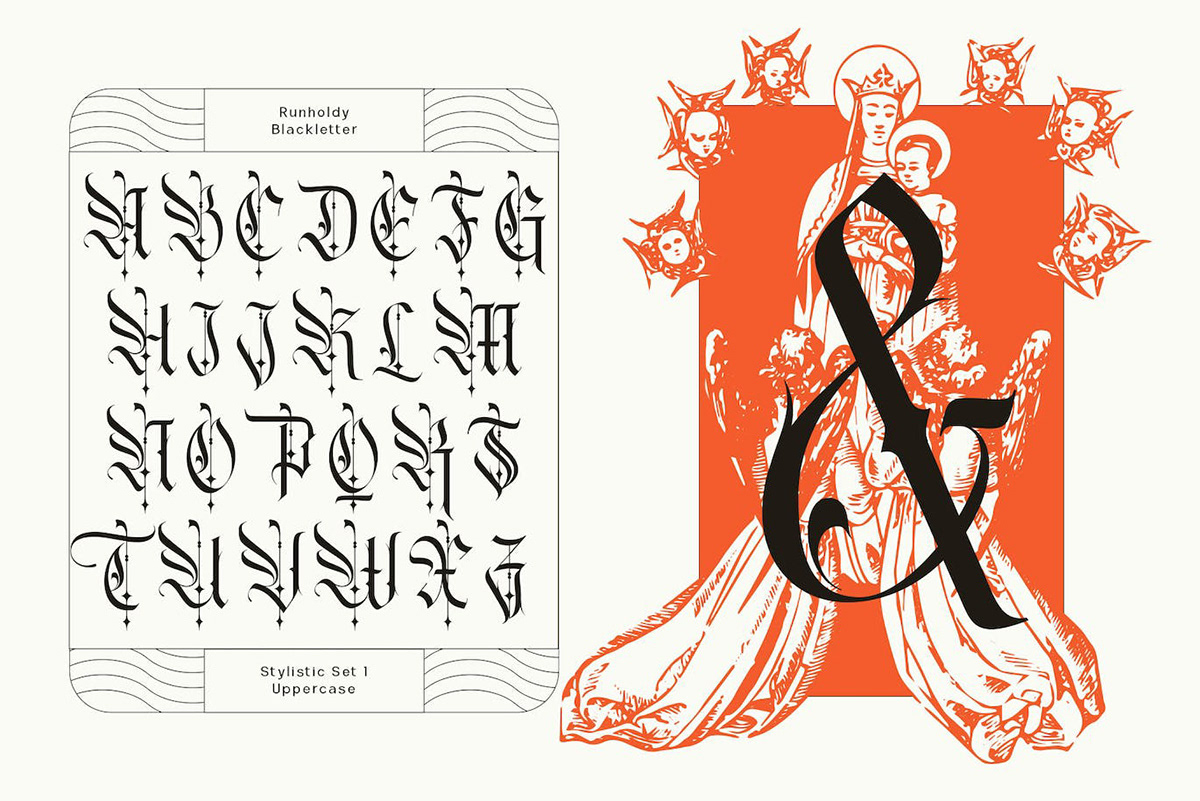 Runholdy
Blackletter
A B C D E F G
H I J K L M
N O P Q R S
T U V W X Z
Stylistic Set 1
Uppercase
&